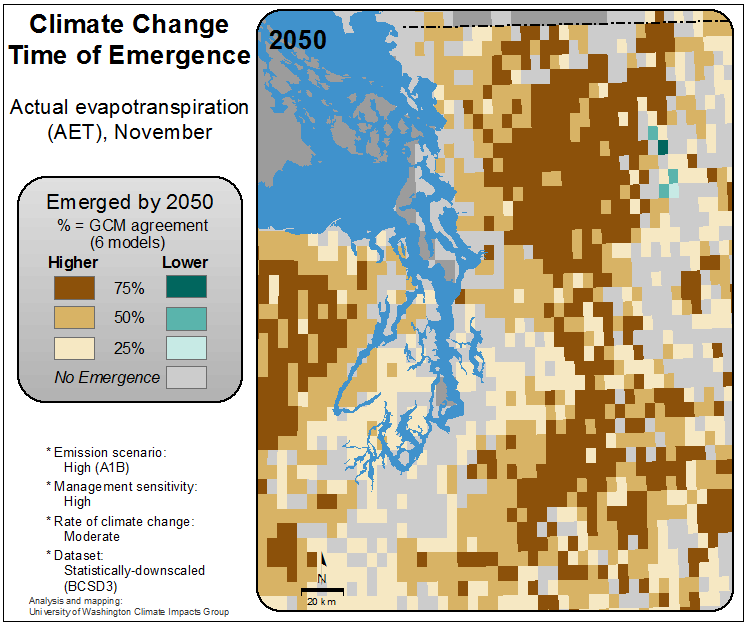 Climate Change
Time of Emergence
Actual evapotranspiration
(AET), November
Emerged by 2050
% = GCM agreement
(6 models)
Higher Lower
75%
50%
25%
No Emergence
* Emission scenario:
High (A1B)
* Management sensitivity:
High
* Rate of climate change:
Moderate
* Dataset:
Statistically-downscaled
(BCSD3)
Analysis and mapping:
University of Washington Climate Impacts Group
2050
N
20 km